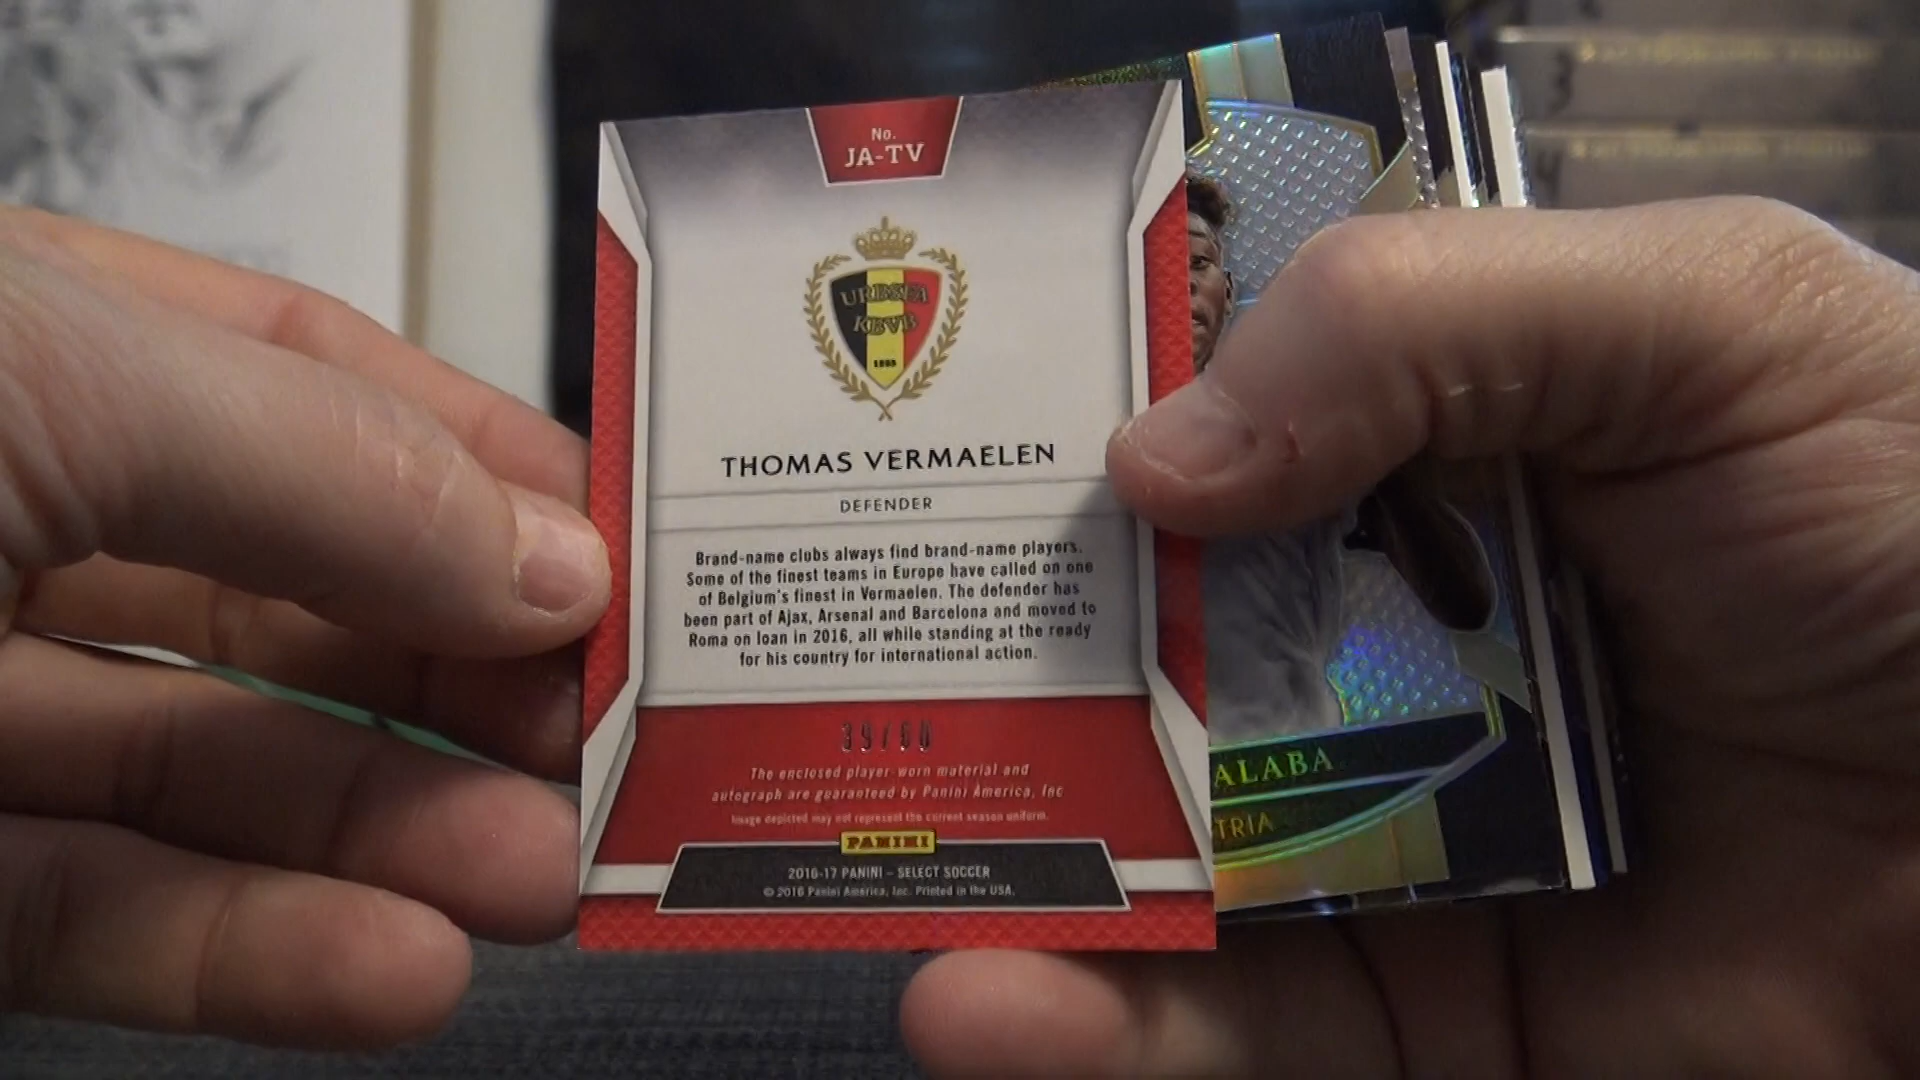 No.
JA-TV
URBSFA
KBVB
1895
THOMAS VERMAELEN
DEFENDER
Brand-name clubs always find brand-name players.
Some of the finest teams in Europe have called on one
of Belgium's finest in Vermaelen. The defender has
been part of Ajax, Arsenal and Barcelona and moved to
Roma on loan in 2016, all while standing at the ready
for his country for international action.
39/60
The enclosed player-worn material and
autograph are guaranteed by Panini America, Inc
Image depicted may not represent the current season uniform.
PANINI
2016-17 PANINI – SELECT SOCCER
© 2016 Panini America, Inc. Printed in the USA.
ALABA
TRIA